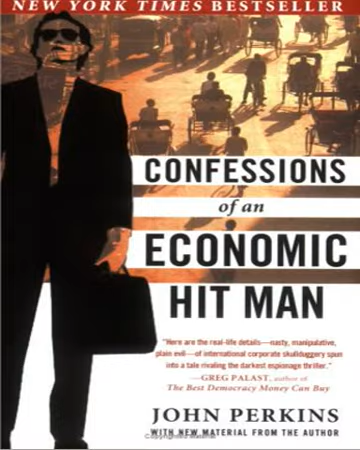 NEW YORK TIMES BESTSELLER
CONFESSIONS
of an
ECONOMIC
HIT MAN
"Here are the real-life details—nasty, manipulative,
plain evil—of international corporate skullduggery spun
into a tale rivaling the darkest espionage thriller."
—GREG PALAST, author of
The Best Democracy Money Can Buy
JOHN PERKINS
WITH NEW MATERIAL FROM THE AUTHOR
Copyrighted Material